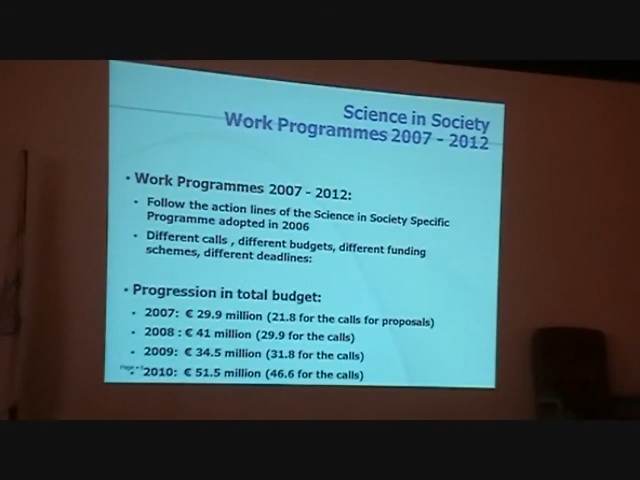 Science in Society
Work Programmes 2007 - 2012
• Work Programmes 2007 - 2012:
• Follow the action lines of the Science in Society Specific
Programme adopted in 2006
• Different calls , different budgets, different funding
schemes, different deadlines:
• Progression in total budget:
• 2007: € 29.9 million (21.8 for the calls for proposals)
• 2008 : € 41 million (29.9 for the calls)
• 2009: € 34.5 million (31.8 for the calls)
• 2010: € 51.5 million (46.6 for the calls)
Page